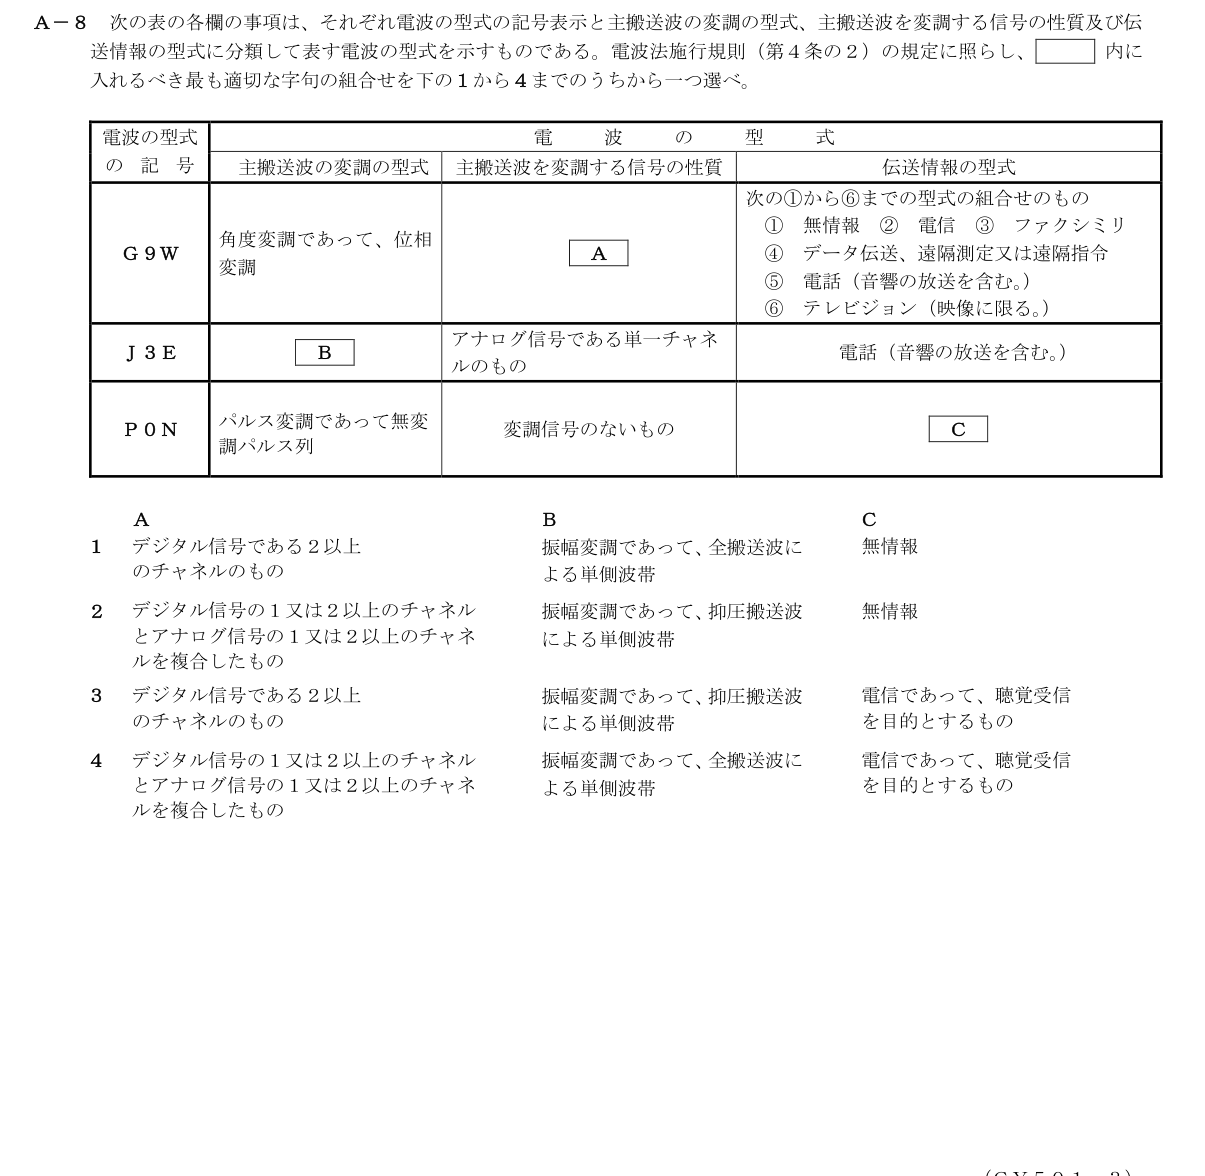 A－8　次の表の各欄の事項は、それぞれ電波の型式の記号表示と主搬送波の変調の型式、主搬送波を変調する信号の性質及び伝
送情報の型式に分類して表す電波の型式を示すものである。電波法施行規則（第４条の２）の規定に照らし、　　　内に
入れるべき最も適切な字句の組合せを下の1から4までのうちから一つ選べ。
電波の型式
の　記　号
電　波　の　型　式
主搬送波の変調の型式
主搬送波を変調する信号の性質
伝送情報の型式
Ｇ９Ｗ
角度変調であって、位相
変調
A
次の①から⑥までの型式の組合せのもの
①　無情報　②　電信　③　ファクシミリ
④　データ伝送、遠隔測定又は遠隔指令
⑤　電話（音響の放送を含む。）
⑥　テレビジョン（映像に限る。）
Ｊ３Ｅ
B
アナログ信号である単一チャネ
ルのもの
電話（音響の放送を含む。）
Ｐ０Ｎ
パルス変調であって無変
調パルス列
変調信号のないもの
C
A　B　C
1　デジタル信号である２以上
のチャネルのもの
振幅変調であって、全搬送波に
よる単側波帯
無情報
2　デジタル信号の１又は２以上のチャネル
とアナログ信号の１又は２以上のチャネ
ルを複合したもの
振幅変調であって、抑圧搬送波
による単側波帯
無情報
3　デジタル信号である２以上
のチャネルのもの
振幅変調であって、抑圧搬送波
による単側波帯
電信であって、聴覚受信
を目的とするもの
4　デジタル信号の１又は２以上のチャネル
とアナログ信号の１又は２以上のチャネ
ルを複合したもの
振幅変調であって、全搬送波に
よる単側波帯
電信であって、聴覚受信
を目的とするもの